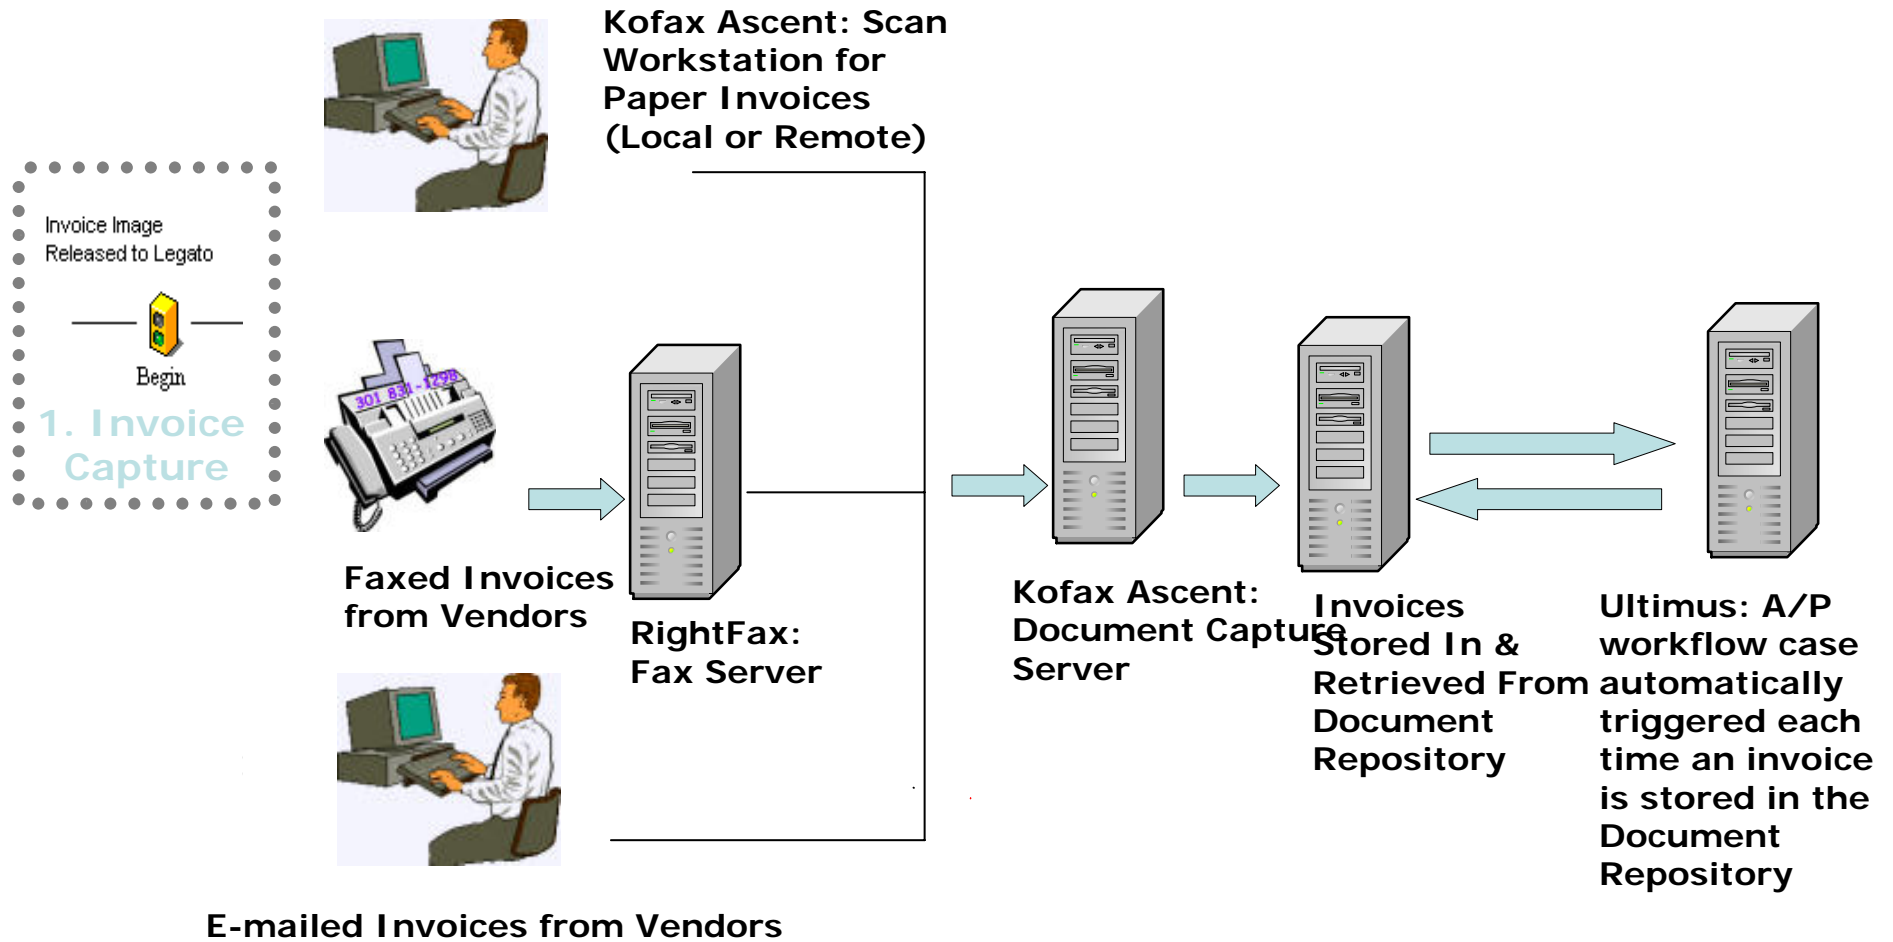 Kofax Ascent: Scan
Workstation for
Paper Invoices
(Local or Remote)
Invoice Image
Released to Legato
Begin
1. Invoice
Capture
301 831-1298
Faxed Invoices
from Vendors
RightFax:
Fax Server
Kofax Ascent:
Document Capture
Server
Invoices
Stored In &
Retrieved From
Document
Repository
Ultimus: A/P
workflow case
automatically
triggered each
time an invoice
is stored in the
Document
Repository
E-mailed Invoices from Vendors